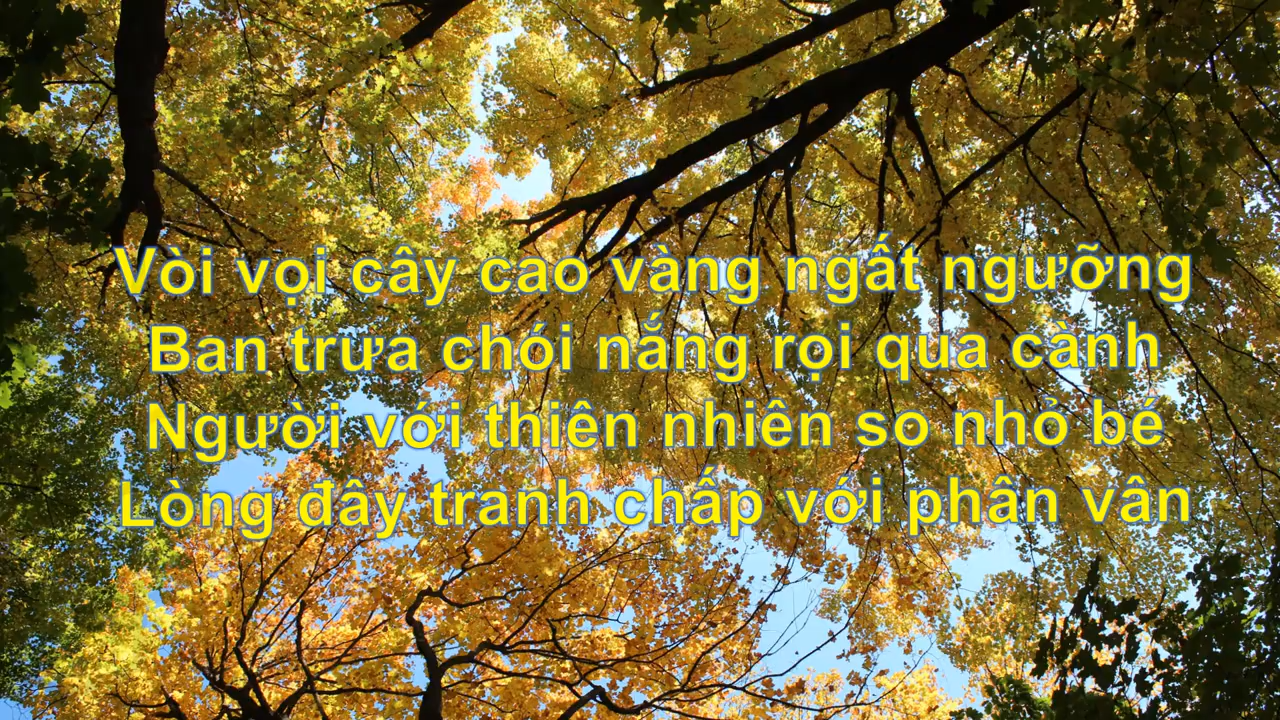 Vòi vọi cây cao vàng ngất ngưỡng
Ban trưa chói nắng rọi qua cành
Người với thiên nhiên so nhỏ bé
Lòng đây tranh chấp với phân vân